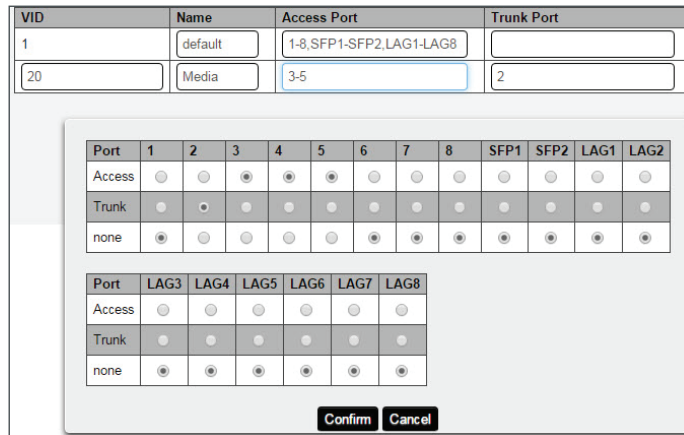 VID Name Access Port Trunk Port
1 default 1-8,SFP1-SFP2,LAG1-LAG8
20 Media 3-5 2
Port 1 2 3 4 5 6 7 8 SFP1 SFP2 LAG1 LAG2
Access
Trunk
none
Port LAG3 LAG4 LAG5 LAG6 LAG7 LAG8
Access
Trunk
none
Confirm Cancel